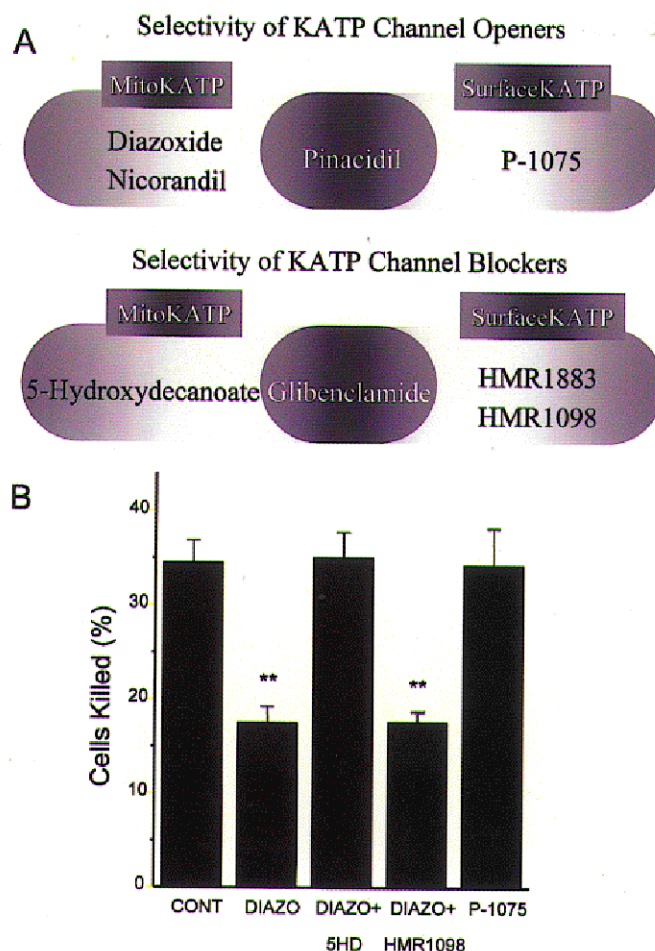 A
Selectivity of KATP Channel Openers
MitoKATP
SurfaceKATP
Diazoxide
Nicorandil
Pinacidil
P-1075
Selectivity of KATP Channel Blockers
MitoKATP
SurfaceKATP
5-Hydroxydecanoate
Glibenclamide
HMR1883
HMR1098
B
Cells Killed (%)
40
30
20
10
0
**
**
CONT DIAZO DIAZO+ DIAZO+ P-1075
5HD HMR1098